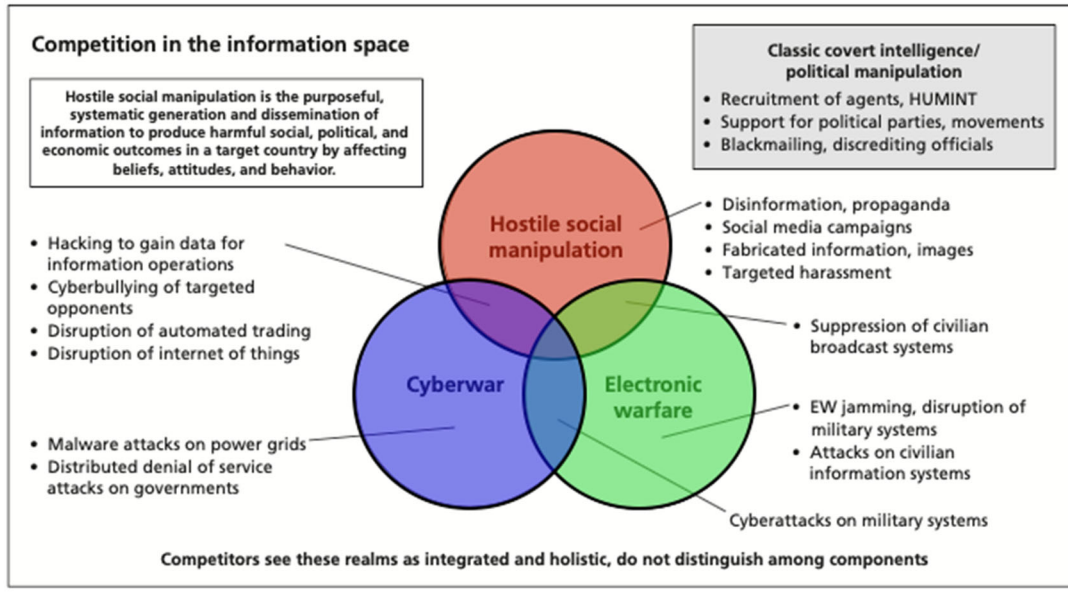 Competition in the information space
Hostile social manipulation is the purposeful,
systematic generation and dissemination of
information to produce harmful social, political, and
economic outcomes in a target country by affecting
beliefs, attitudes, and behavior.
Classic covert intelligence/
political manipulation
• Recruitment of agents, HUMINT
• Support for political parties, movements
• Blackmailing, discrediting officials
Hostile social
manipulation
• Disinformation, propaganda
• Social media campaigns
• Fabricated information, images
• Targeted harassment
• Hacking to gain data for
information operations
• Cyberbullying of targeted
opponents
• Disruption of automated trading
• Disruption of internet of things
• Suppression of civilian
broadcast systems
Cyberwar
Electronic
warfare
• EW jamming, disruption of
military systems
• Attacks on civilian
information systems
• Malware attacks on power grids
• Distributed denial of service
attacks on governments
Cyberattacks on military systems
Competitors see these realms as integrated and holistic, do not distinguish among components